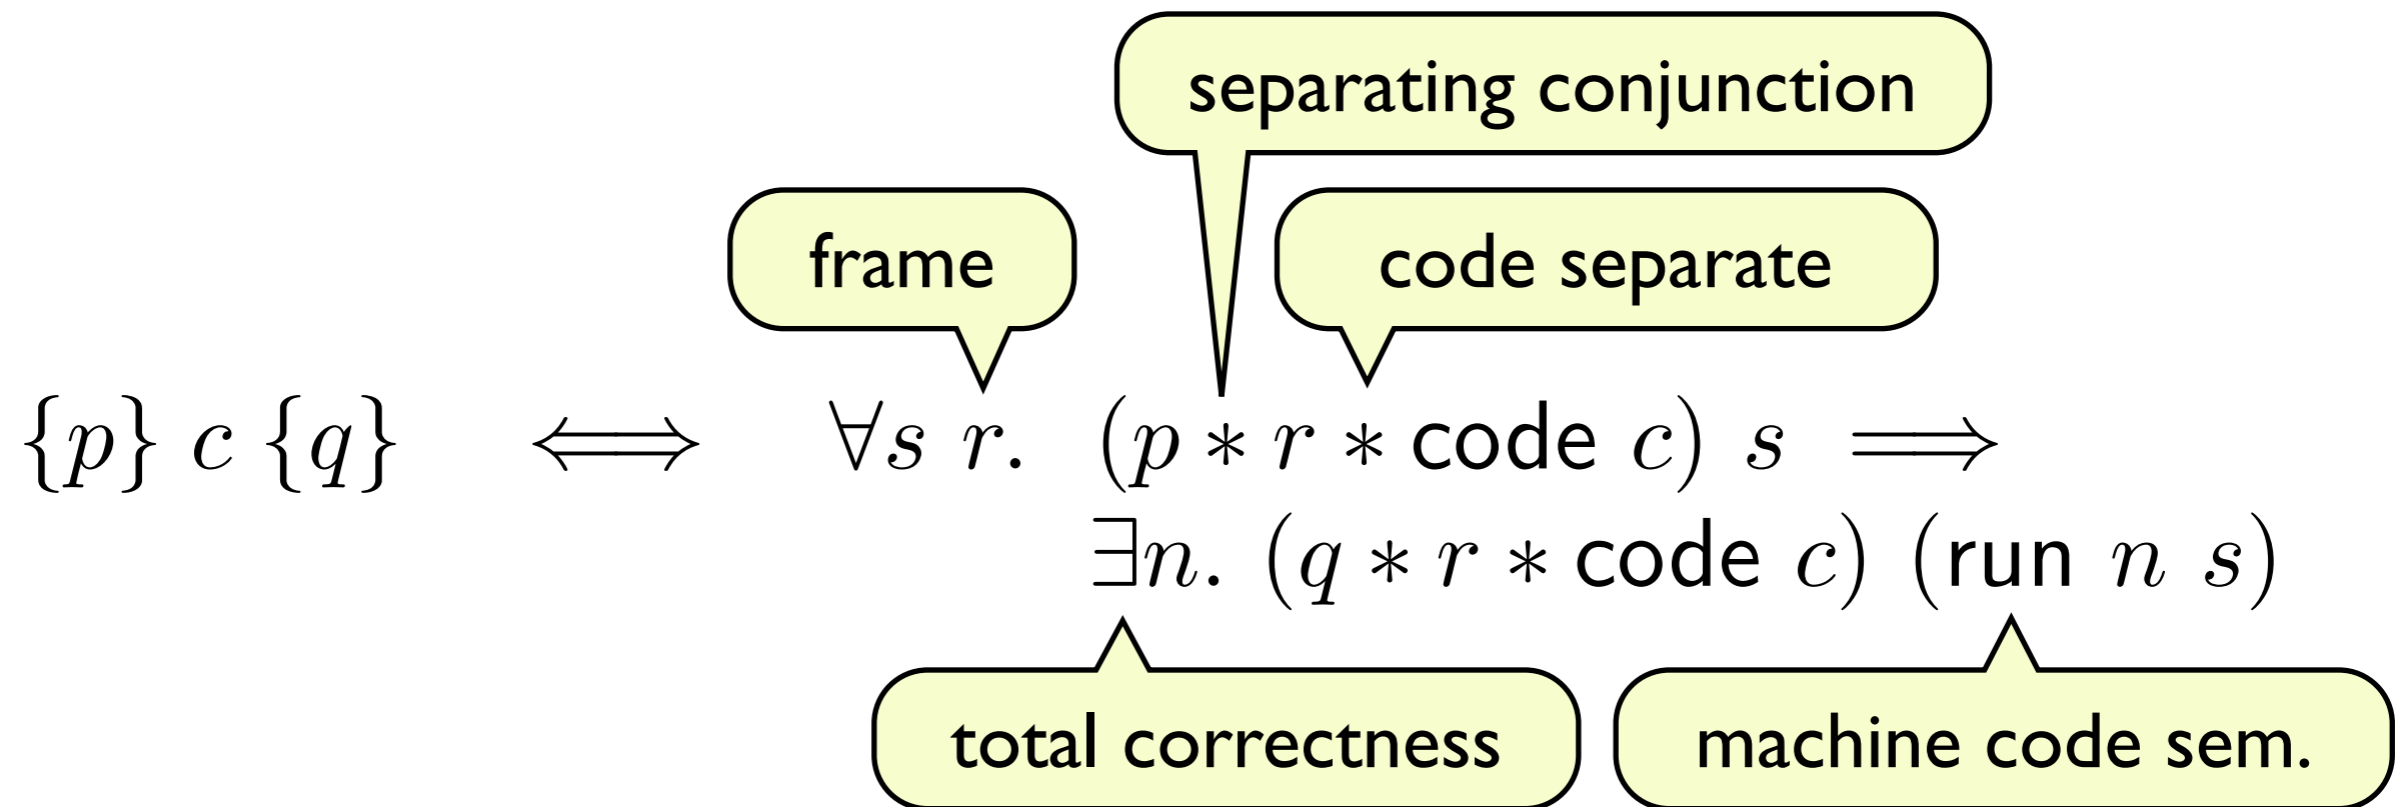 separating conjunction
frame
code separate
{p} c {q} ⟺ ∀s r. (p ∗ r ∗ code c) s ⟹
∃n. (q ∗ r ∗ code c) (run n s)
total correctness
machine code sem.